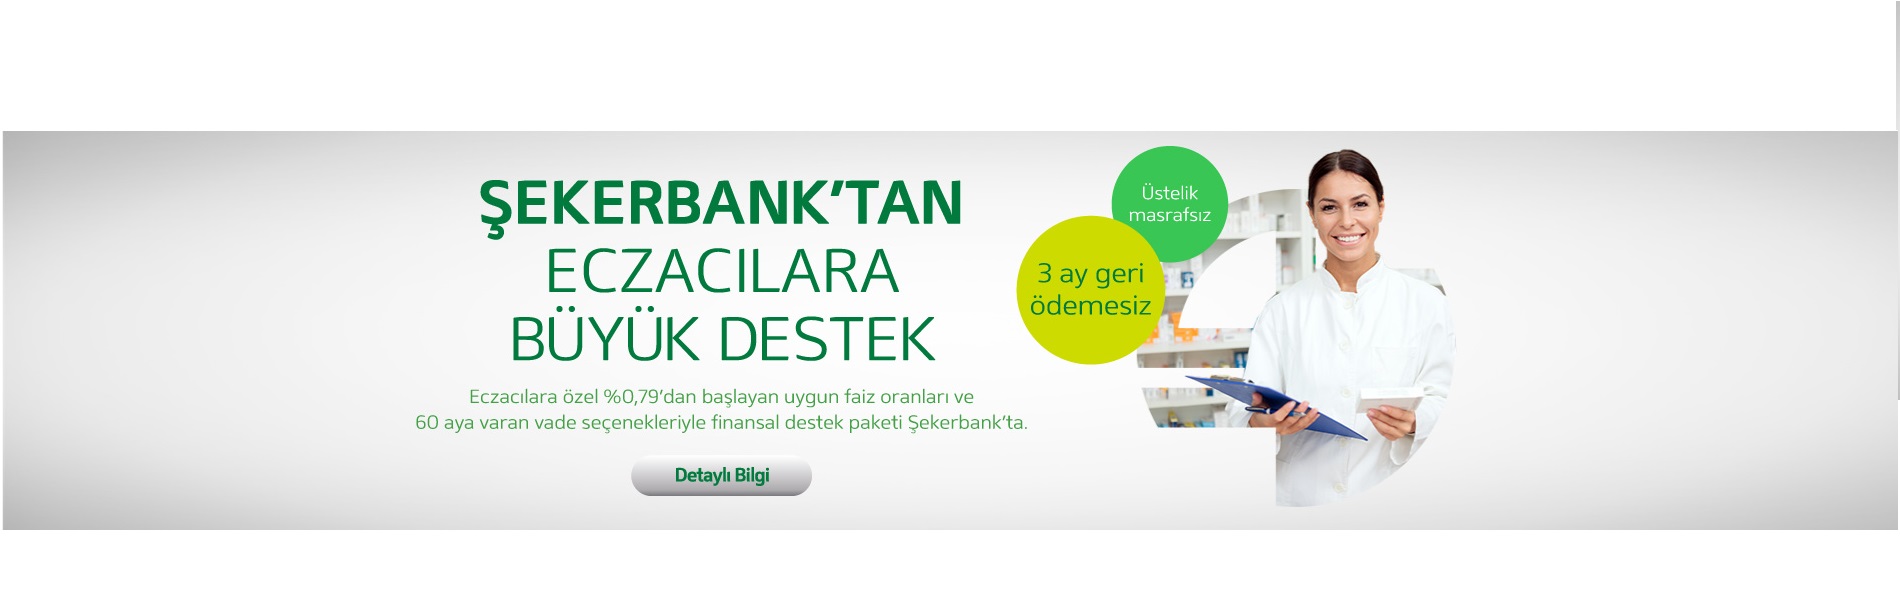 ŞEKERBANK’TAN
ECZACILARA
BÜYÜK DESTEK
Eczacılara özel %0,79’dan başlayan uygun faiz oranları ve
60 aya varan vade seçenekleriyle finansal destek paketi Şekerbank’ta.
Detaylı Bilgi
Üstelik
masrafsız
3 ay geri
ödemesiz